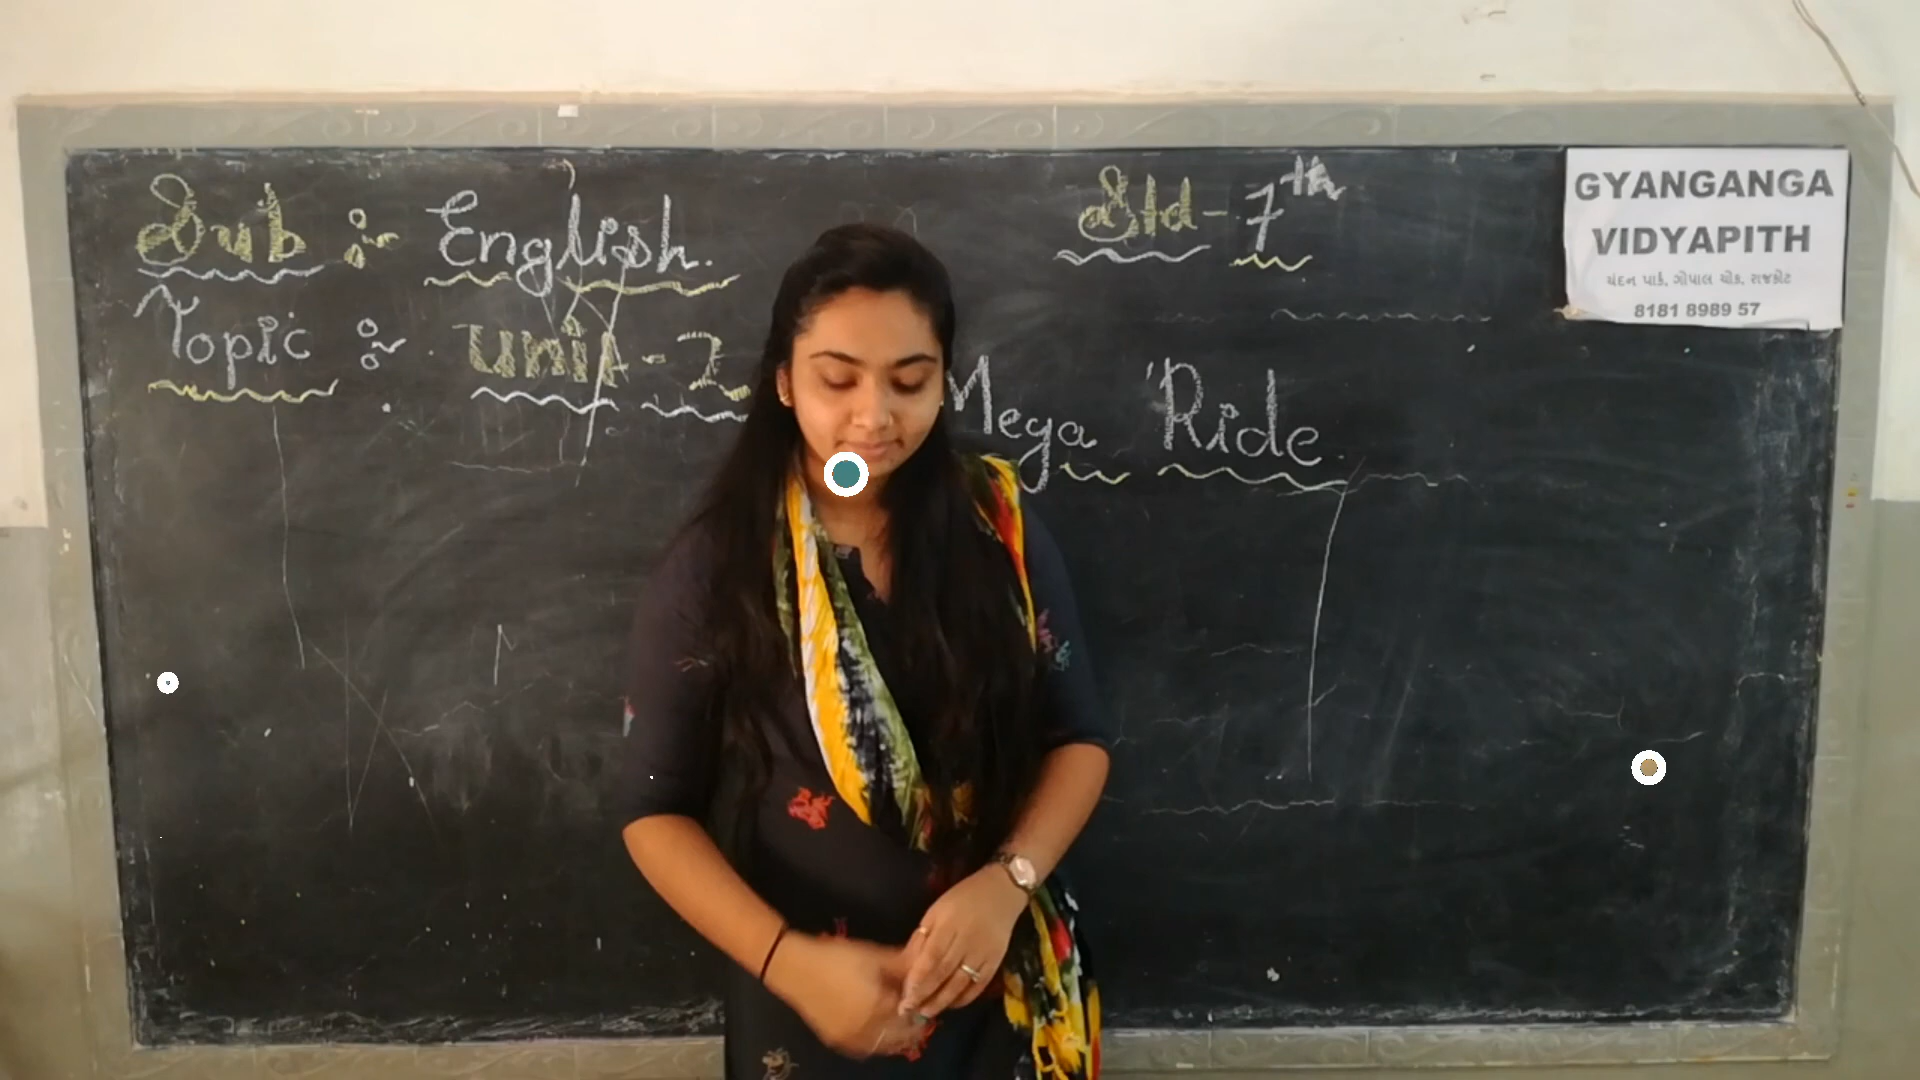 Sub :- English.
Std - 7th
Topic :- Unit-2
Mega Ride.
GYANGANGA
VIDYAPITH
ચંદન પાર્ક, ગોપાલ ચોક, રાજકોટ
8181 8989 57